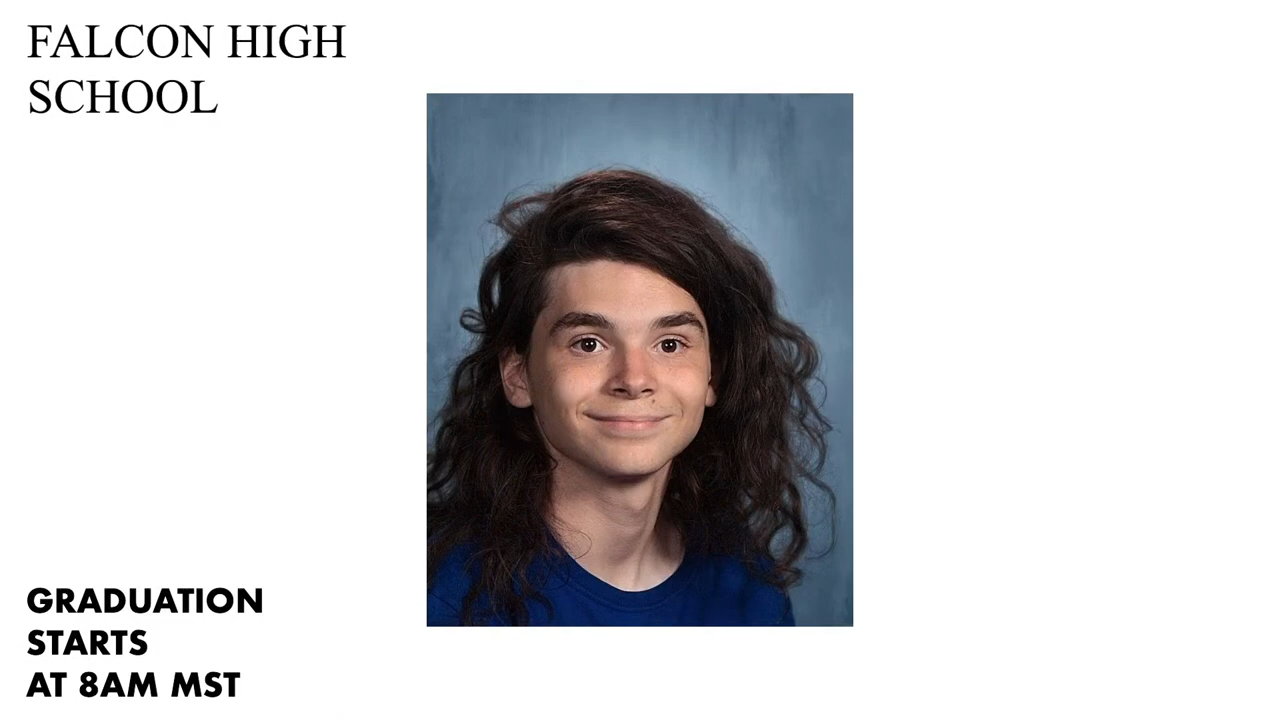 FALCON HIGH
SCHOOL
GRADUATION
STARTS
AT 8AM MST